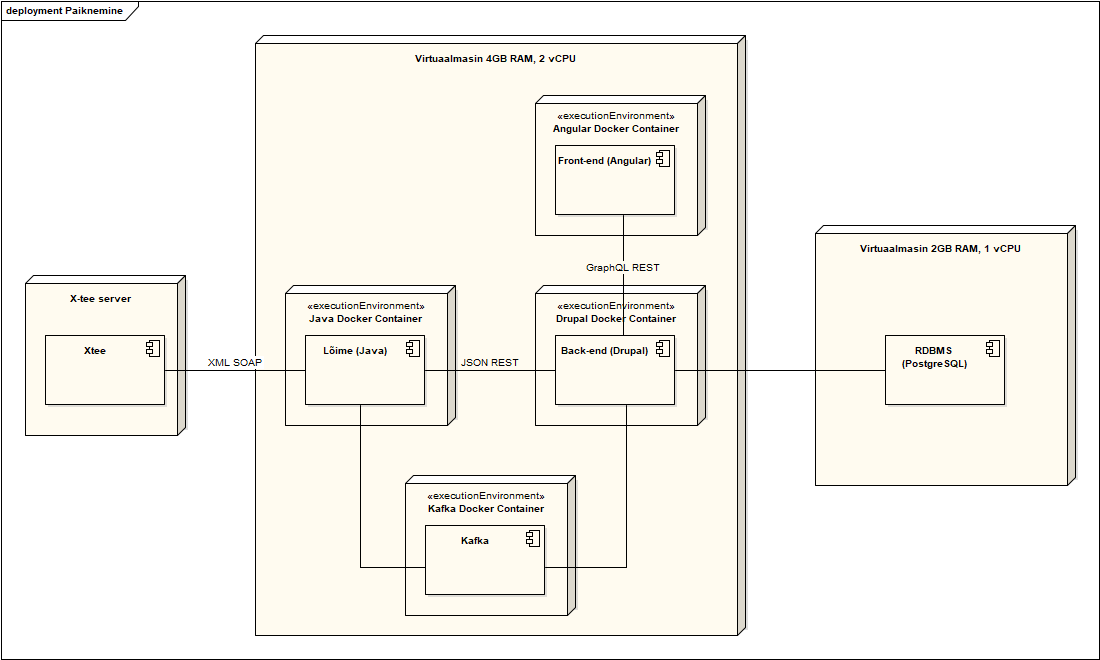 deployment Paiknemine
Virtuaalmasin 4GB RAM, 2 vCPU
«executionEnvironment»
Angular Docker Container
Front-end (Angular)
GraphQL REST
Virtuaalmasin 2GB RAM, 1 vCPU
X-tee server
Xtee
XML SOAP
«executionEnvironment»
Java Docker Container
Lõime (Java)
JSON REST
«executionEnvironment»
Drupal Docker Container
Back-end (Drupal)
RDBMS
(PostgreSQL)
«executionEnvironment»
Kafka Docker Container
Kafka